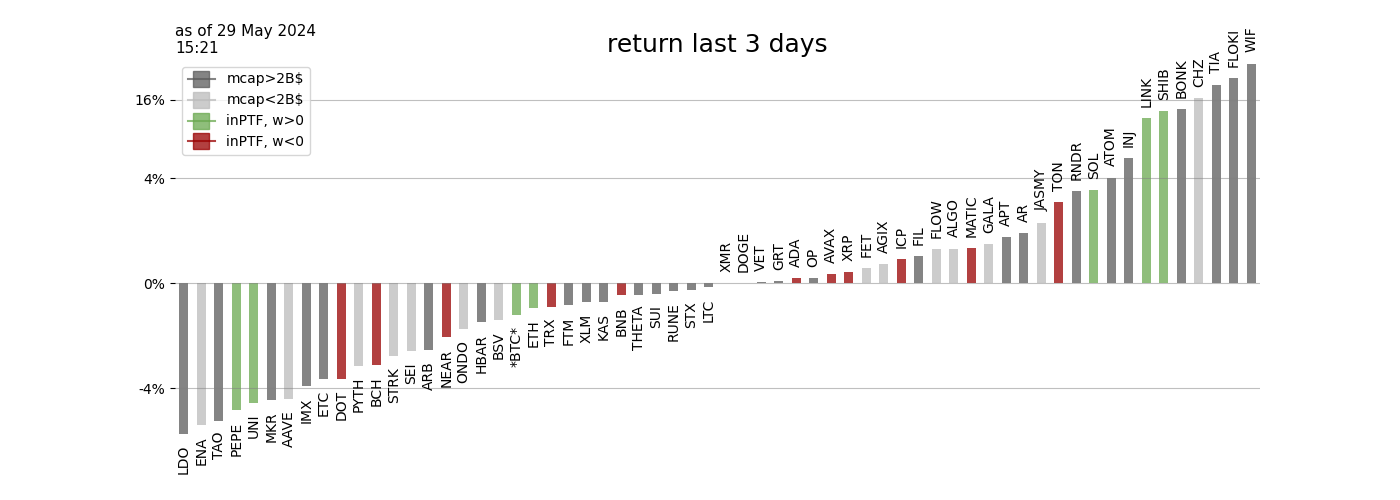 as of 29 May 2024
15:21
return last 3 days
mcap>2B$
mcap<2B$
inPTF, w>0
inPTF, w<0
16%
4%
0%
-4%
LDO
ENA
TAO
PEPE
UNI
MKR
AAVE
IMX
ETC
DOT
PYTH
BCH
STRK
SEI
ARB
NEAR
ONDO
HBAR
BSV
*BTC*
ETH
TRX
FTM
XLM
KAS
BNB
THETA
SUI
RUNE
STX
LTC
XMR
DOGE
VET
GRT
ADA
OP
AVAX
XRP
FET
AGIX
ICP
FIL
FLOW
ALGO
MATIC
GALA
APT
AR
JASMY
TON
RNDR
SOL
ATOM
INJ
LINK
SHIB
BONK
CHZ
TIA
FLOKI
WIF